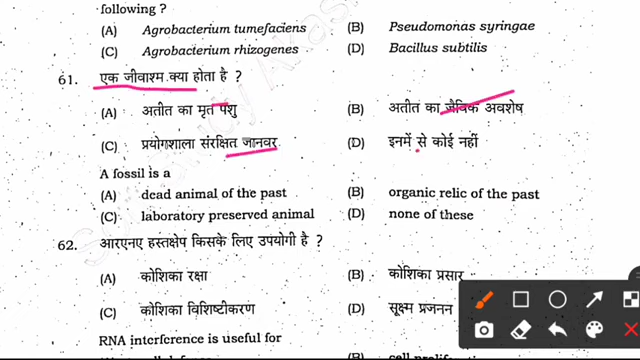 following ?
(A) Agrobacterium tumefaciens (B) Pseudomonas syringae
(C) Agrobacterium rhizogenes (D) Bacillus subtilis
61. एक जीवाश्म क्या होता है ?
(A) अतीत का मृत पशु (B) अतीत का जैविक अवशेष
(C) प्रयोगशाला संरक्षित जानवर (D) इनमें से कोई नहीं
A fossil is a
(A) dead animal of the past (B) organic relic of the past
(C) laboratory preserved animal (D) none of these
62. आरएनए हस्तक्षेप किसके लिए उपयोगी है ?
(A) कोशिका रक्षा (B) कोशिका प्रसार
(C) कोशिका विशिष्टीकरण (D) सूक्ष्म प्रजनन
RNA interference is useful for